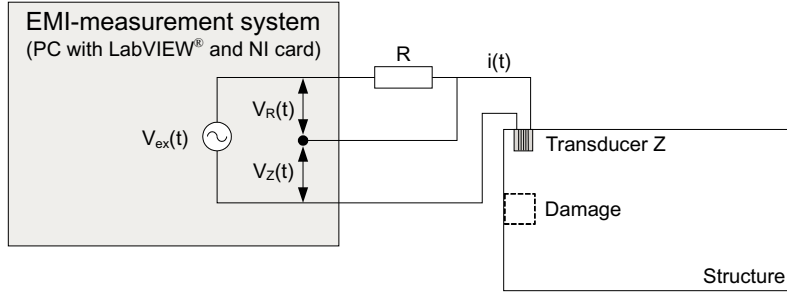 EMI-measurement system
(PC with LabVIEW® and NI card)
R
i(t)
V_R(t)
V_ex(t)
V_Z(t)
Transducer Z
Damage
Structure